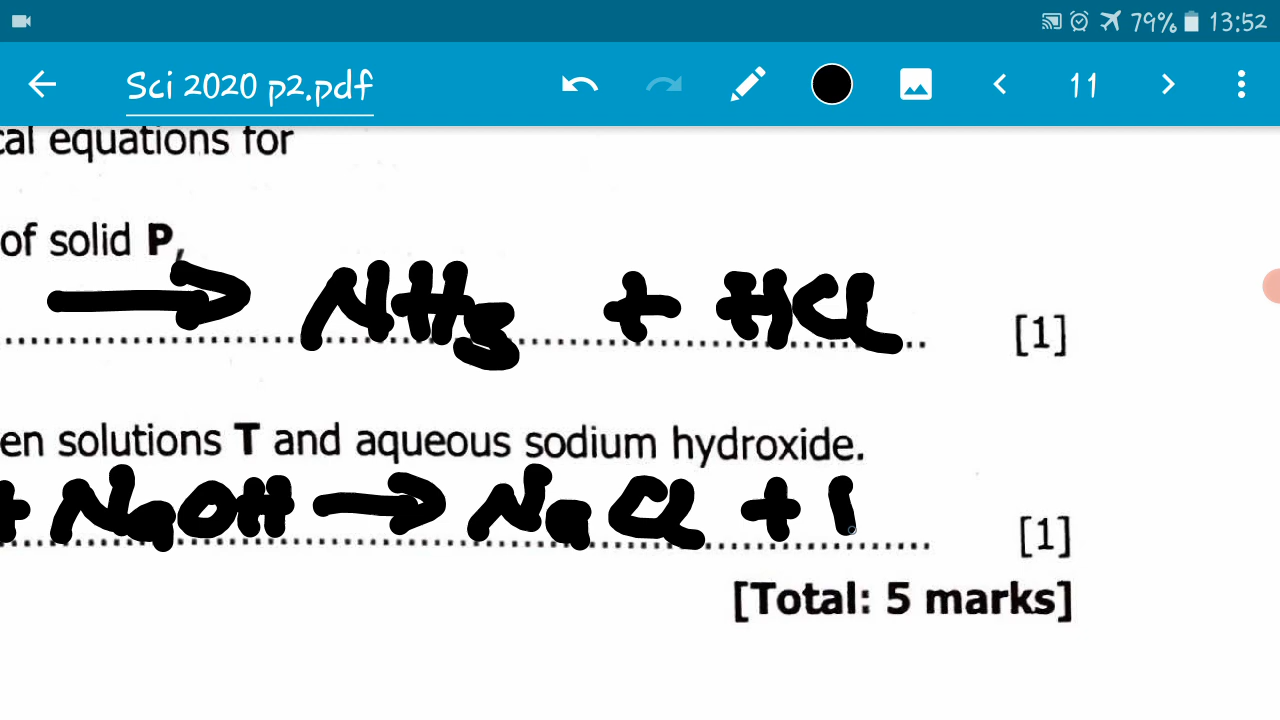 79% 13:52
Sci 2020 p2.pdf 11
cal equations for
of solid P,
→ NH3 + HCl [1]
en solutions T and aqueous sodium hydroxide.
+ NaOH → NaCl + I [1]
[Total: 5 marks]